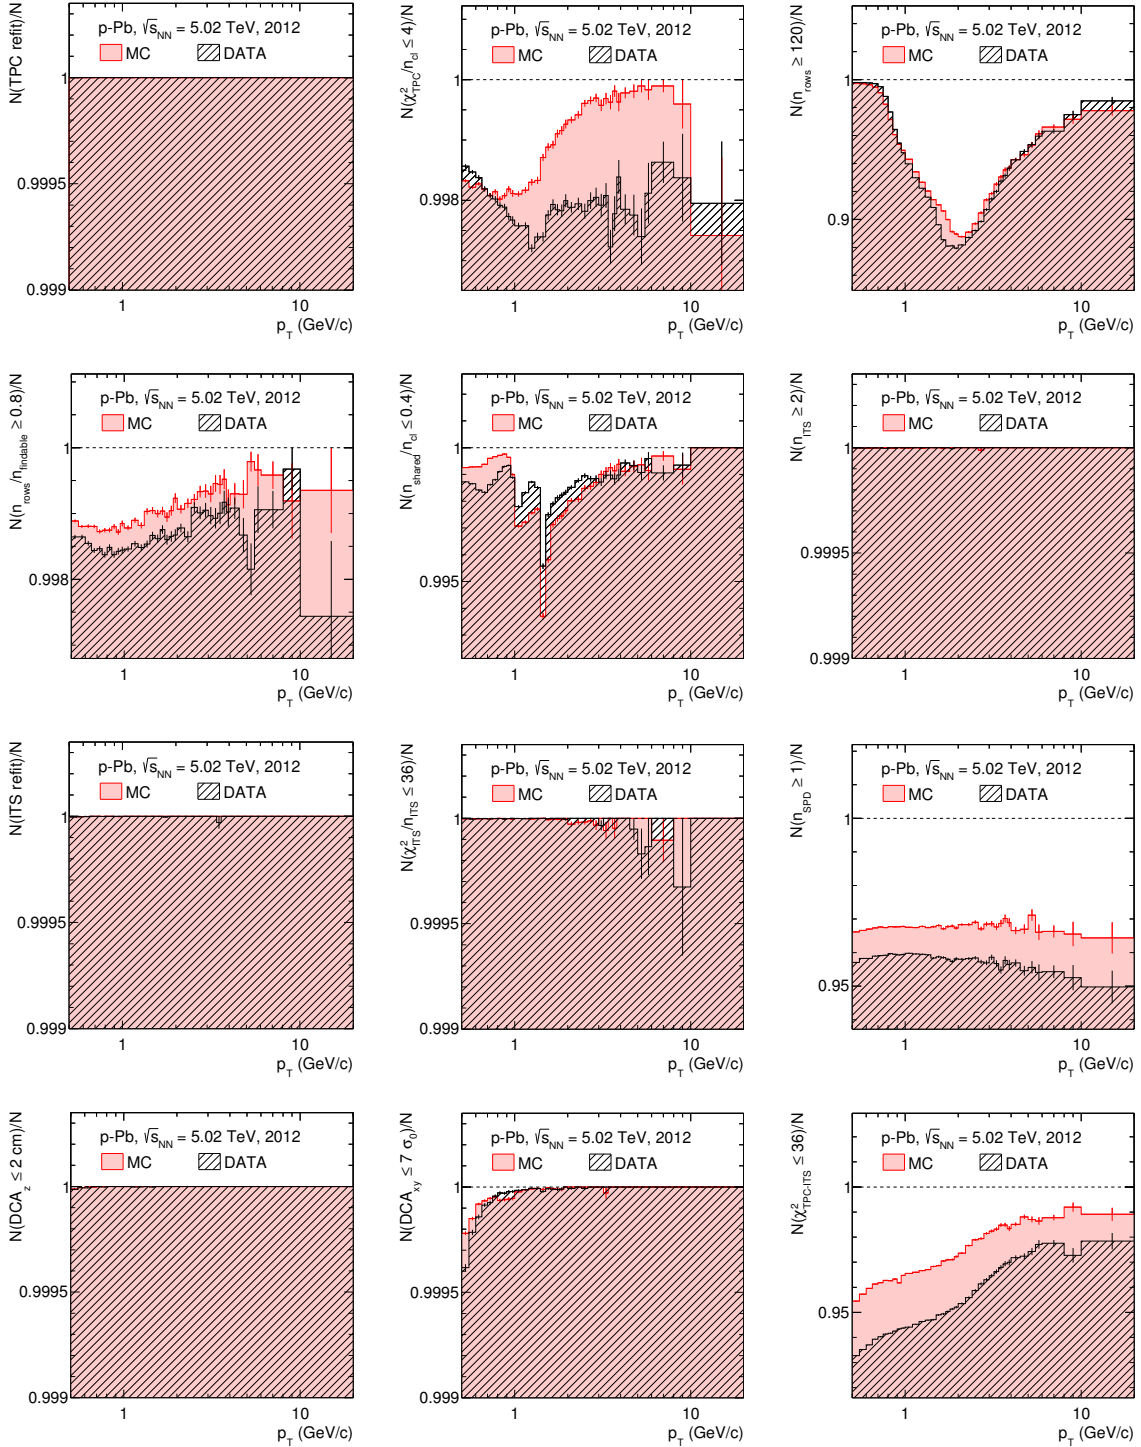 N(TPC refit)/N
p-Pb, √s_NN = 5.02 TeV, 2012
MC DATA
1
0.9995
0.999
1 10
p_T (GeV/c)
N(χ²_TPC/n_cl ≤ 4)/N
p-Pb, √s_NN = 5.02 TeV, 2012
MC DATA
1
0.998
1 10
p_T (GeV/c)
N(n_rows ≥ 120)/N
p-Pb, √s_NN = 5.02 TeV, 2012
MC DATA
1
0.9
1 10
p_T (GeV/c)
N(n_rows/n_findable ≥ 0.8)/N
p-Pb, √s_NN = 5.02 TeV, 2012
MC DATA
1
0.998
1 10
p_T (GeV/c)
N(n_shared/n_cl ≤ 0.4)/N
p-Pb, √s_NN = 5.02 TeV, 2012
MC DATA
1
0.995
1 10
p_T (GeV/c)
N(n_ITS ≥ 2)/N
p-Pb, √s_NN = 5.02 TeV, 2012
MC DATA
1
0.9995
0.999
1 10
p_T (GeV/c)
N(ITS refit)/N
p-Pb, √s_NN = 5.02 TeV, 2012
MC DATA
1
0.9995
0.999
1 10
p_T (GeV/c)
N(χ²_ITS/n_ITS ≤ 36)/N
p-Pb, √s_NN = 5.02 TeV, 2012
MC DATA
1
0.9995
0.999
1 10
p_T (GeV/c)
N(n_SPD ≥ 1)/N
p-Pb, √s_NN = 5.02 TeV, 2012
MC DATA
1
0.95
1 10
p_T (GeV/c)
N(DCA_z ≤ 2 cm)/N
p-Pb, √s_NN = 5.02 TeV, 2012
MC DATA
1
0.9995
0.999
1 10
p_T (GeV/c)
N(DCA_xy ≤ 7 σ_0)/N
p-Pb, √s_NN = 5.02 TeV, 2012
MC DATA
1
0.9995
0.999
1 10
p_T (GeV/c)
N(χ²_TPC-ITS ≤ 36)/N
p-Pb, √s_NN = 5.02 TeV, 2012
MC DATA
1
0.95
1 10
p_T (GeV/c)